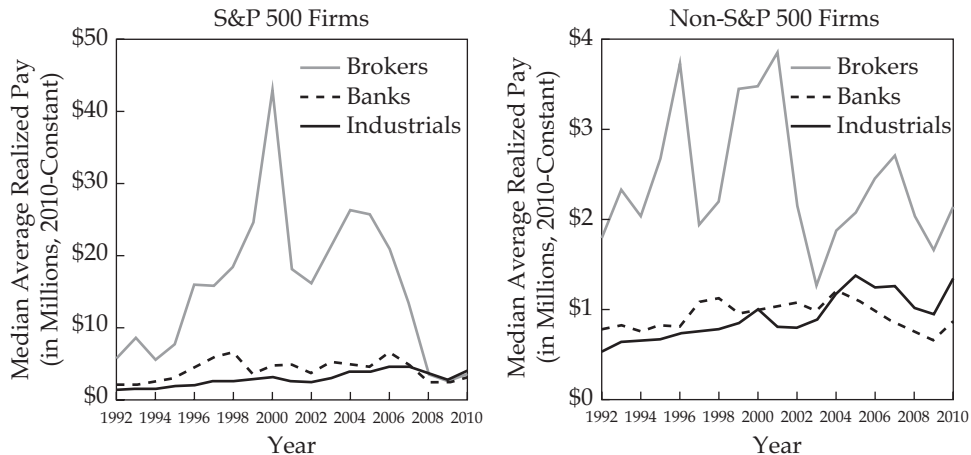 S&P 500 Firms
Median Average Realized Pay
(in Millions, 2010-Constant)
$50
$40
$30
$20
$10
$0
Brokers
Banks
Industrials
1992 1994 1996 1998 2000 2002 2004 2006 2008 2010
Year
Non-S&P 500 Firms
Median Average Realized Pay
(in Millions, 2010-Constant)
$4
$3
$2
$1
$0
Brokers
Banks
Industrials
1992 1994 1996 1998 2000 2002 2004 2006 2008 2010
Year